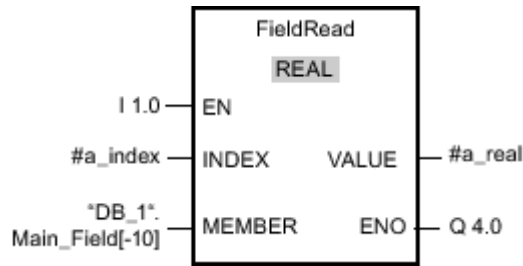 FieldRead
REAL
I 1.0 EN
#a_index INDEX VALUE #a_real
"DB_1".
Main_Field[-10] MEMBER ENO Q 4.0